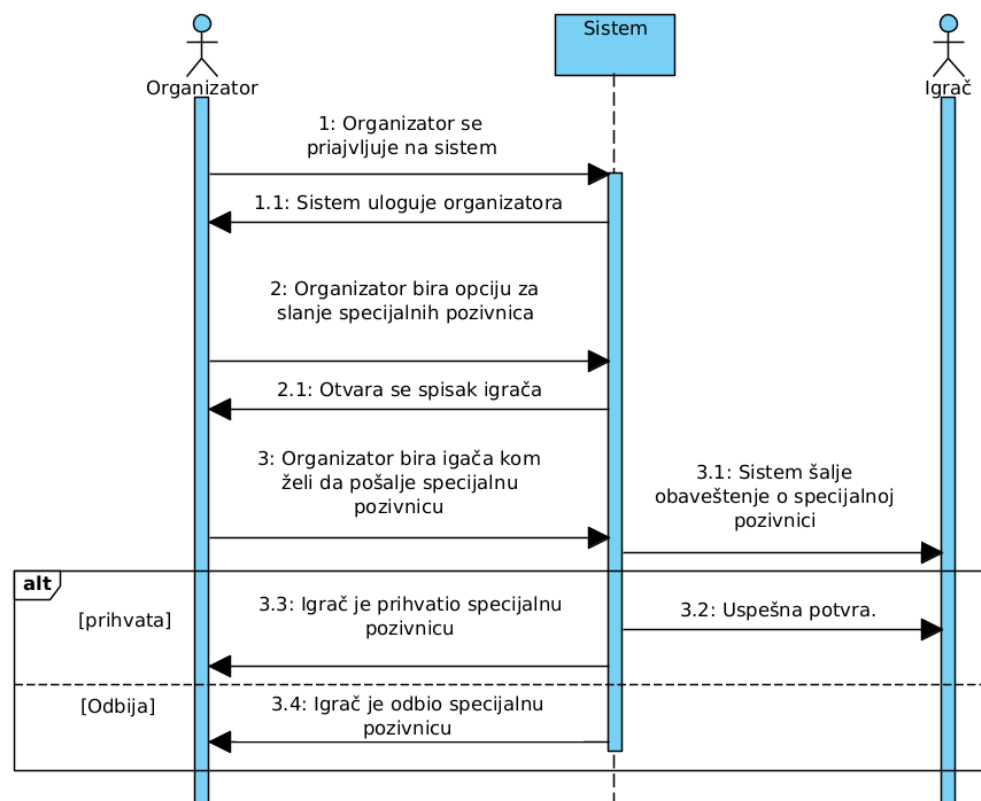 Sistem
Organizator
Igrač
1: Organizator se
priajvljuje na sistem
1.1: Sistem uloguje organizatora
2: Organizator bira opciju za
slanje specijalnih pozivnica
2.1: Otvara se spisak igrača
3: Organizator bira igača kom
želi da pošalje specijalnu
pozivnicu
3.1: Sistem šalje
obaveštenje o specijalnoj
pozivnici
alt
[prihvata]
3.3: Igrač je prihvatio specijalnu
pozivnicu
3.2: Uspešna potvra.
[Odbija]
3.4: Igrač je odbio specijalnu
pozivnicu